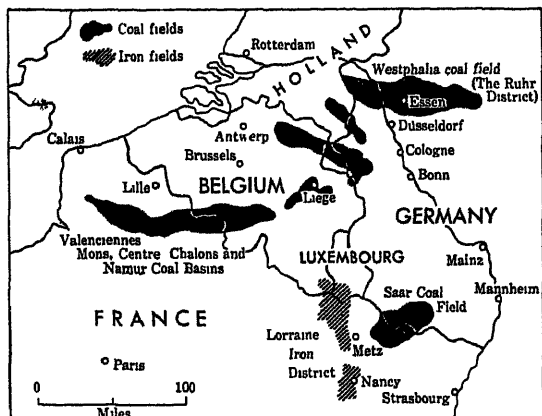 Coal fields
Iron fields
Rotterdam
HOLLAND
Westphalia coal field
(The Ruhr
District)
Essen
Düsseldorf
Antwerp
Calais
Brussels
Cologne
Lille
BELGIUM
Liege
Bonn
GERMANY
Valenciennes
Mons, Centre Chalons and
Namur Coal Basins
LUXEMBOURG
Mainz
Mannheim
Saar Coal
Field
FRANCE
Lorraine
Iron
District
Metz
Paris
Nancy
Strasbourg
0 100
Miles